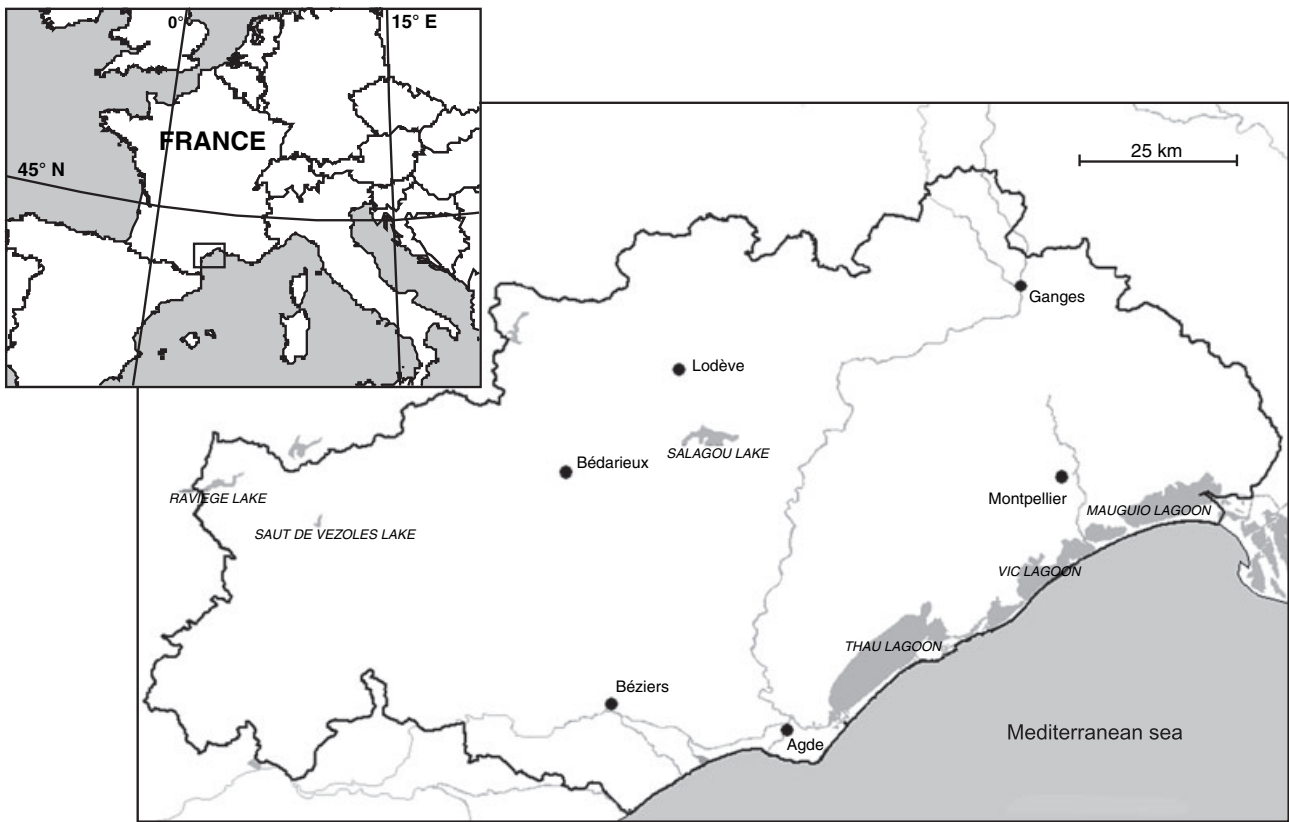 0°
15° E
FRANCE
45° N
25 km
Ganges
Lodève
SALAGOU LAKE
Bédarieux
RAVIEGE LAKE
SAUT DE VEZOLES LAKE
Montpellier
MAUGUIO LAGOON
VIC LAGOON
THAU LAGOON
Béziers
Agde
Mediterranean sea